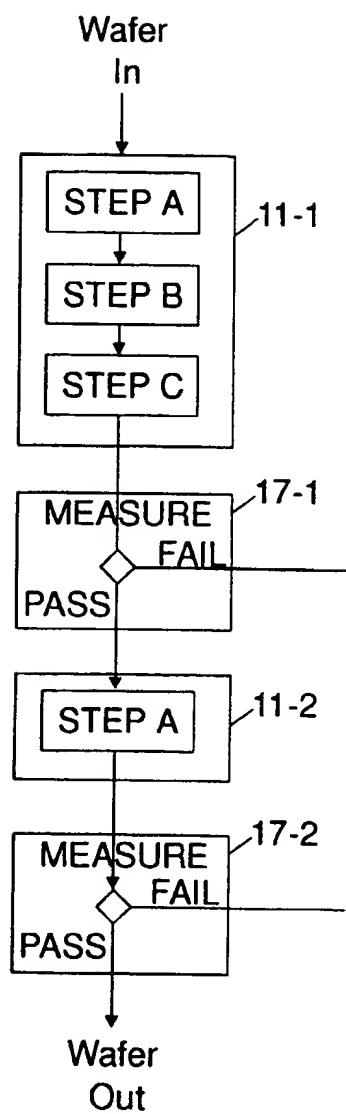 Wafer
In
STEP A
11-1
STEP B
STEP C
17-1
MEASURE
FAIL
PASS
STEP A
11-2
17-2
MEASURE
FAIL
PASS
Wafer
Out